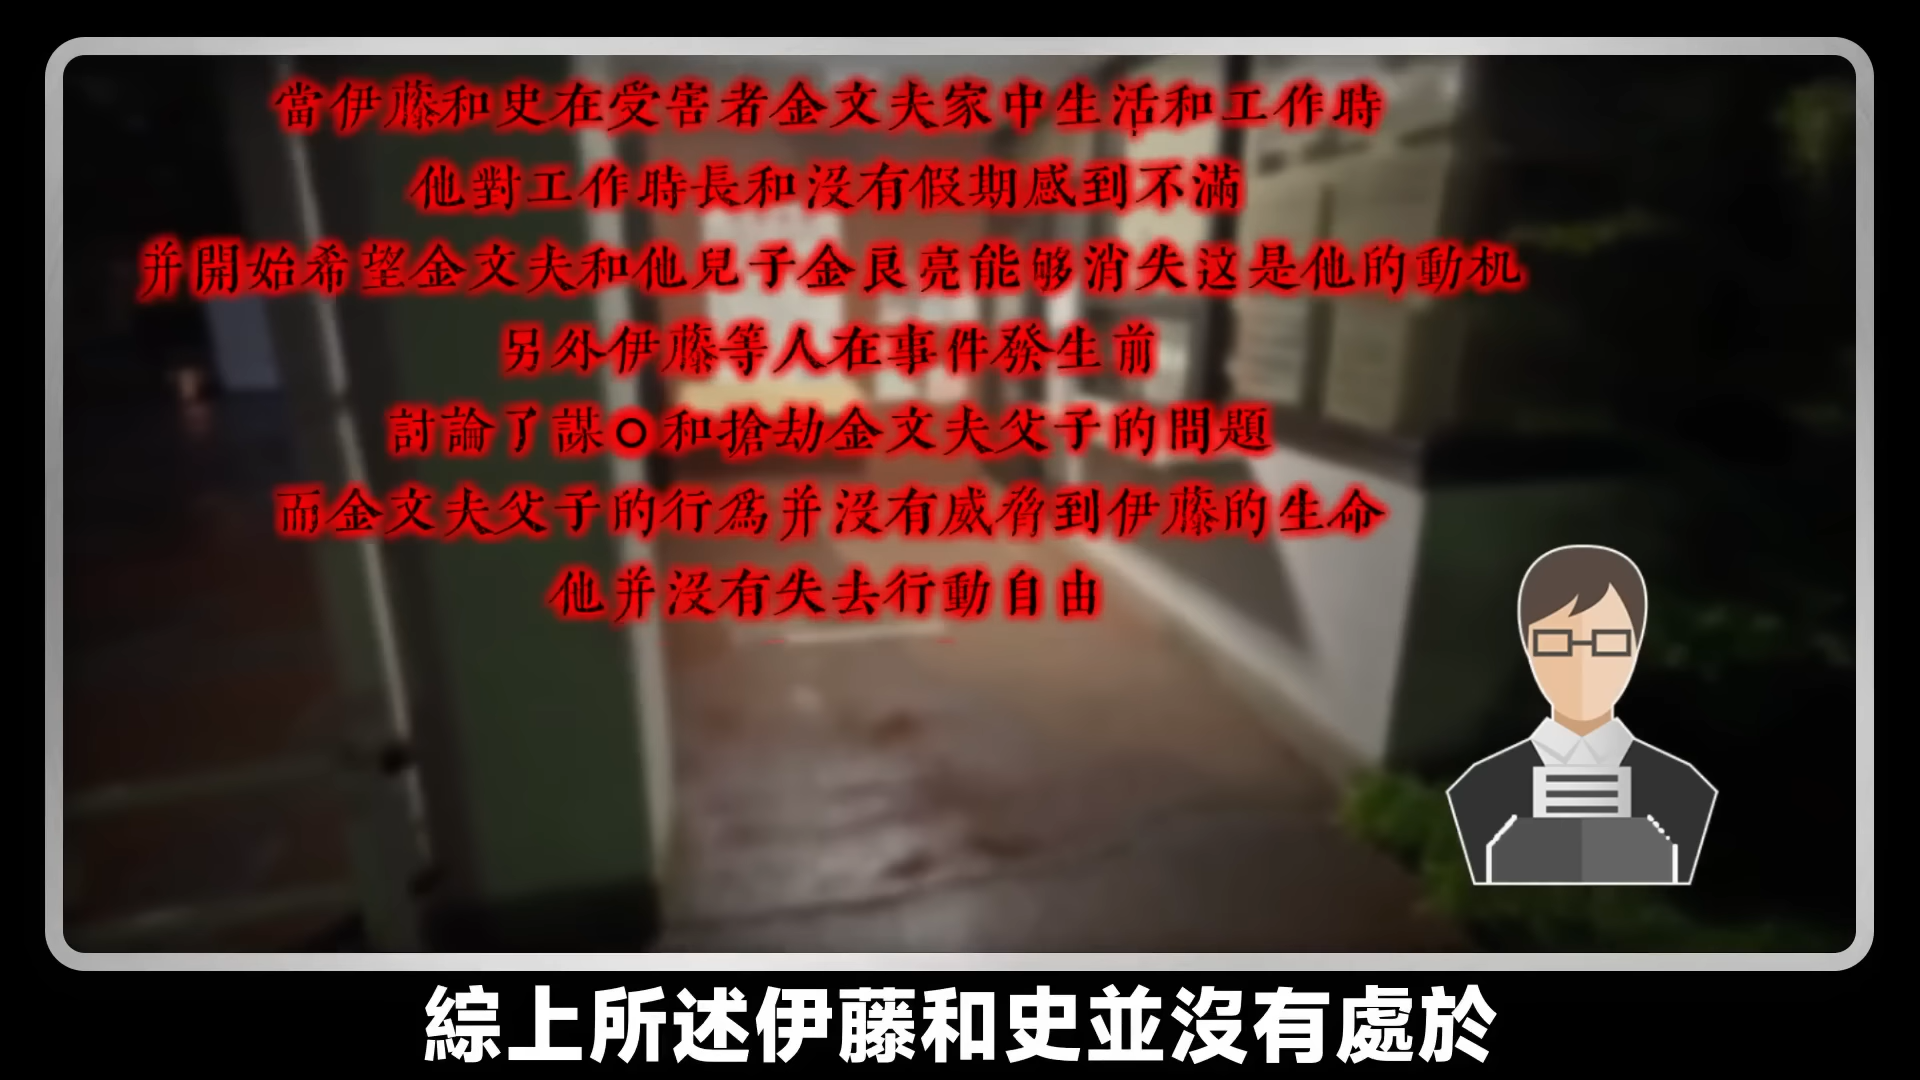 當伊藤和史在受害者金文夫家中生活和工作時
他對工作時長和沒有假期感到不滿
并開始希望金文夫和他兒子金良亮能够消失这是他的動机
另外伊藤等人在事件發生前
討論了謀○和搶劫金文夫父子的問題
而金文夫父子的行爲并沒有威脅到伊藤的生命
他并沒有失去行動自由
綜上所述伊藤和史並沒有處於